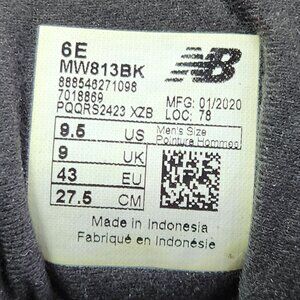 6E
MW813BK
888546271098
7018869
PQQRS2423 XZB
MFG: 01/2020
LOC: 78
9.5 US Men's Size
9 UK Pointure Hommes
43 EU
27.5 CM
Made in Indonesia
Fabriqué en Indonésie
NB